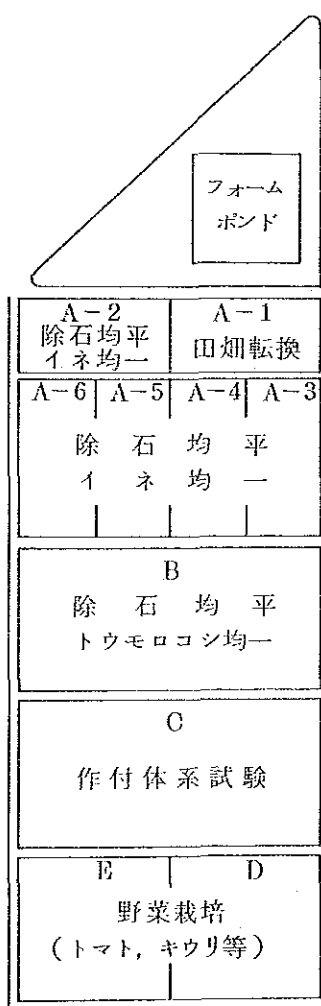 フォーム
ポンド
A-2
除石均平
イネ均一
A-1
田畑転換
A-6 A-5 A-4 A-3
除石均平
イネ均一
B
除石均平
トウモロコシ均一
C
作付体系試験
E D
野菜栽培
(トマト, キウリ等)